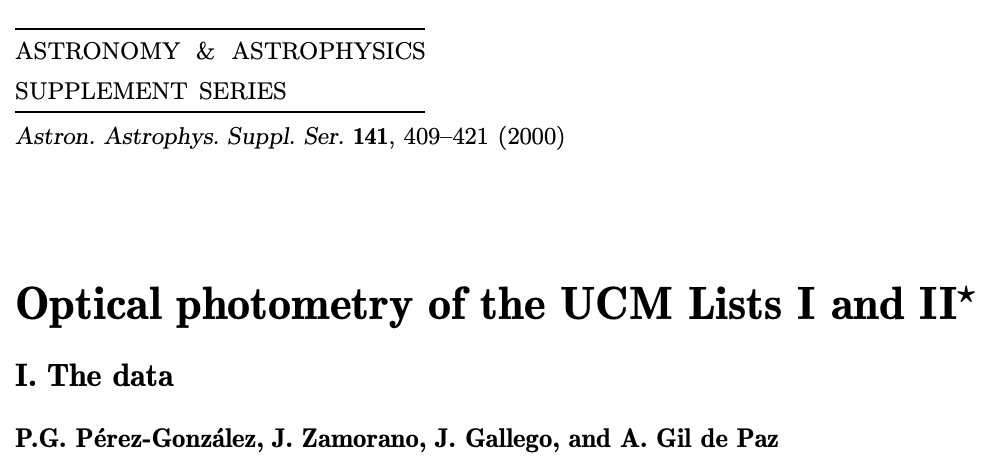 ASTRONOMY & ASTROPHYSICS
SUPPLEMENT SERIES
Astron. Astrophys. Suppl. Ser. 141, 409–421 (2000)
Optical photometry of the UCM Lists I and II⋆
I. The data
P.G. Pérez-González, J. Zamorano, J. Gallego, and A. Gil de Paz